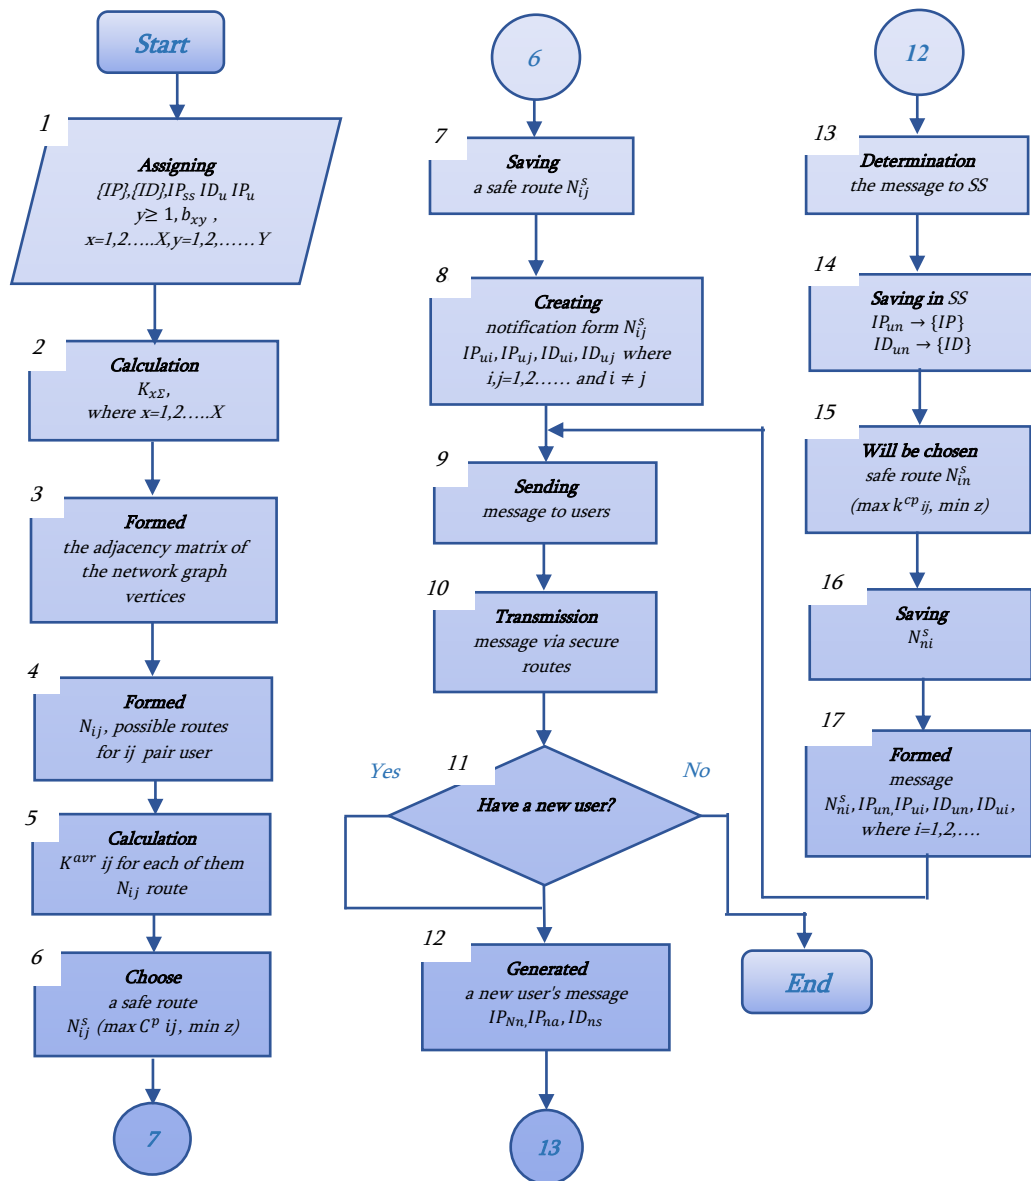 Start
1
Assigning
{IP},{ID},IP_ss ID_u IP_u
y≥ 1, b_xy ,
x=1,2…..X,y=1,2,……Y
2
Calculation
K_xΣ,
where x=1,2…..X
3
Formed
the adjacency matrix of
the network graph
vertices
4
Formed
N_ij, possible routes
for ij pair user
5
Calculation
K^avr ij for each of them
N_ij route
6
Choose
a safe route
N_ij^s (max C^p ij, min z)
7
6
7
Saving
a safe route N_ij^s
8
Creating
notification form N_ij^s
IP_ui, IP_uj, ID_ui, ID_uj where
i,j=1,2…… and i ≠ j
9
Sending
message to users
10
Transmission
message via secure
routes
11
Yes
No
Have a new user?
12
Generated
a new user's message
IP_Nn, IP_na, ID_ns
13
End
12
13
Determination
the message to SS
14
Saving in SS
IP_un → {IP}
ID_un → {ID}
15
Will be chosen
safe route N_in^s
(max k^cp ij, min z)
16
Saving
N_ni^s
17
Formed
message
N_ni^s, IP_un, IP_ui, ID_un, ID_ui,
where i=1,2,….